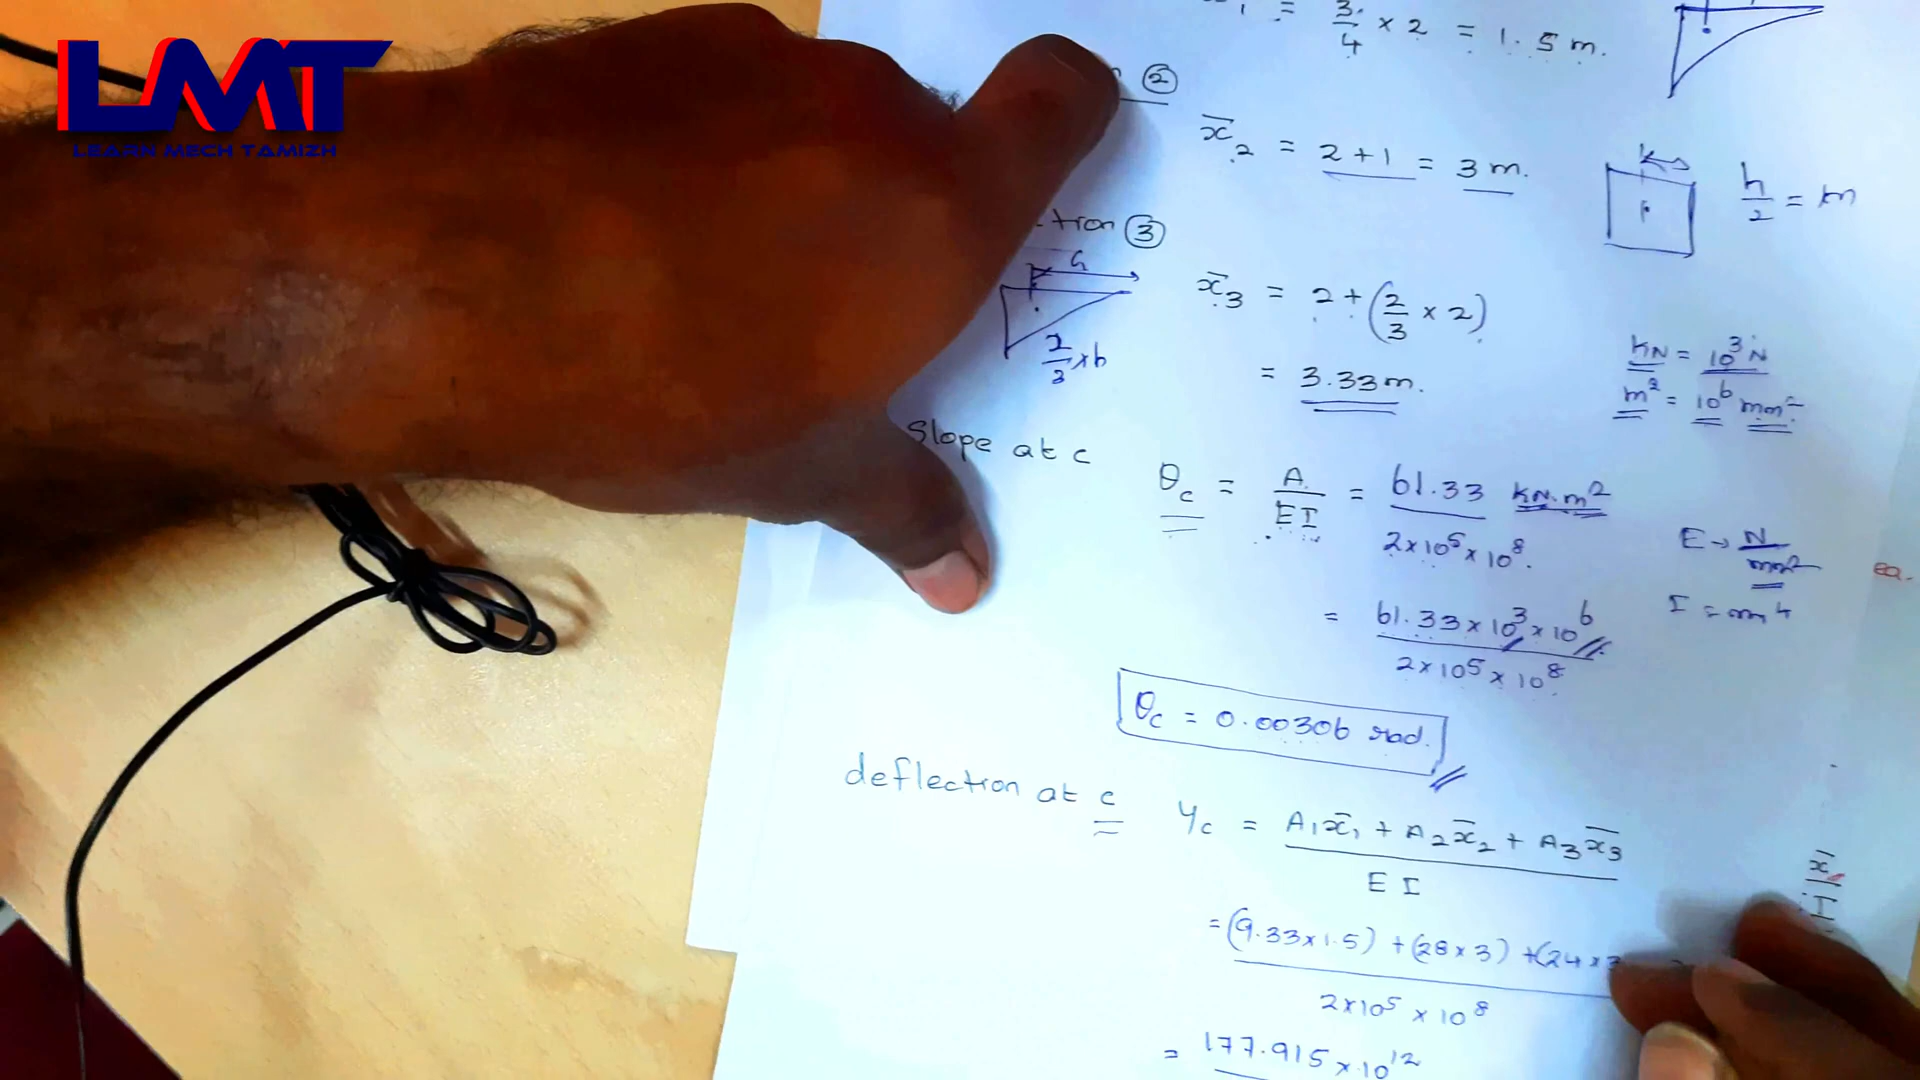 LMT
LEARN MECH TAMIZH
= 3/4 × 2 = 1.5 m.
②
x̄2 = 2+1 = 3 m.
h/2 = m
③
h
x̄3 = 2 + (2/3 × 2)
2/3 × b
= 3.33 m.
KN = 10³ N
m² = 10⁶ mm²
Slope at c
θc = A/EI = 61.33 KN.m² / 2×10⁵×10⁸.
E → N/mm²
I = m⁴
ea.
= 61.33×10³×10⁶ / 2×10⁵×10⁸
θc = 0.00306 rad.
deflection at c yc = A1x̄1 + A2x̄2 + A3x̄3 / EI
x̄/I
= (9.33×1.5) + (28×3) + (24×3 / 2×10⁵×10⁸
= 177.915×10¹²